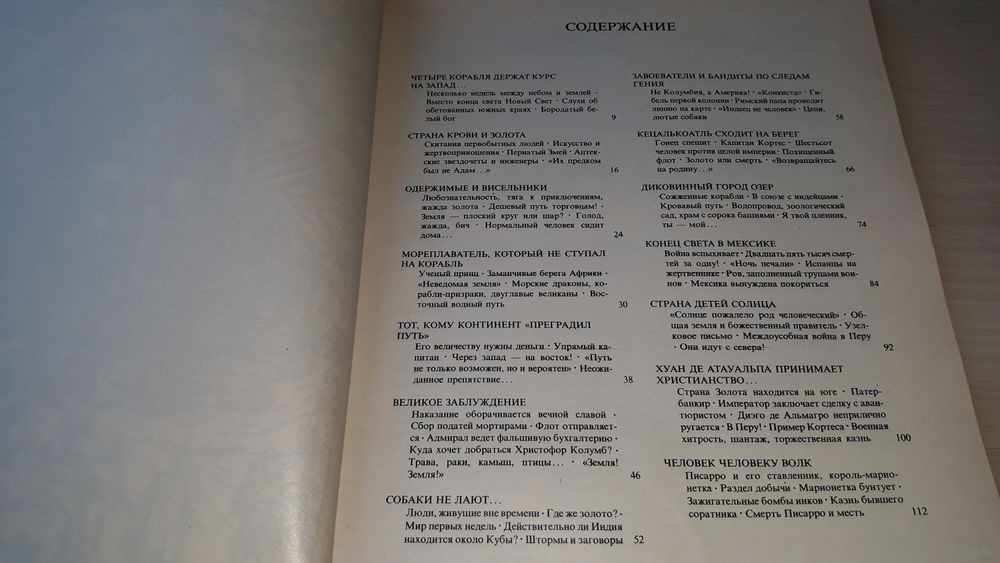 СОДЕРЖАНИЕ
ЧЕТЫРЕ КОРАБЛЯ ДЕРЖАТ КУРС
НА ЗАПАД...
Несколько недель между небом и землей ·
Вместо конца света Новый Свет · Слухи об
обетованных южных краях · Бородатый бе-
лый бог 9
СТРАНА КРОВИ И ЗОЛОТА
Скитания первобытных людей · Искусство и
жертвоприношения · Пернатый Змей · Ацтек-
ские звездочеты и инженеры · «Их предком
был не Адам...» 16
ОДЕРЖИМЫЕ И ВИСЕЛЬНИКИ
Любознательность, тяга к приключениям,
жажда золота · Дешевый путь торговцам! ·
Земля — плоский круг или шар? · Голод,
жажда, бич · Нормальный человек сидит
дома... 24
МОРЕПЛАВАТЕЛЬ, КОТОРЫЙ НЕ СТУПАЛ
НА КОРАБЛЬ
Ученый принц · Заманчивые берега Африки ·
«Неведомая земля» · Морские драконы, ко-
рабли-призраки, двуглавые великаны · Вос-
точный водный путь 30
ТОТ, КОМУ КОНТИНЕНТ «ПРЕГРАДИЛ
ПУТЬ»
Его величеству нужны деньги · Упрямый ка-
питан · Через запад — на восток! · «Путь
не только возможен, но и вероятен» · Неожи-
данное препятствие... 38
ВЕЛИКОЕ ЗАБЛУЖДЕНИЕ
Наказание оборачивается вечной славой ·
Сбор податей мортирами · Флот отправляет-
ся · Адмирал ведет фальшивую бухгалтерию ·
Куда хочет добраться Христофор Колумб? ·
Трава, раки, камыш, птицы... · «Земля!
Земля!» 46
СОБАКИ НЕ ЛАЮТ...
Люди, живущие вне времени · Где же золото? ·
Мир первых недель · Действительно ли Индия
находится около Кубы? · Штормы и заговоры 52
ЗАВОЕВАТЕЛИ И БАНДИТЫ ПО СЛЕДАМ
ГЕНИЯ
Не Колумбия, а Америка! · «Конкиста» · Ги-
бель первой колонии · Римский папа проводит
линию на карте · «Индеец не человек» · Цепи,
лютые собаки 58
КЕЦАЛЬКОАТЛЬ СХОДИТ НА БЕРЕГ
Гонец спешит · Капитан Кортес · Шестьсот
человек против целой империи · Похищенный
флот · Золото или смерть · «Возвращайтесь
на родину...» 66
ДИКОВИННЫЙ ГОРОД ОЗЕР
Сожженные корабли · В союзе с индейцами ·
Кровавый путь · Водопровод, зоологический
сад, храм с сорока башнями · Я твой пленник,
ты — мой... 74
КОНЕЦ СВЕТА В МЕКСИКЕ
Война вспыхивает · Двадцать пять тысяч смер-
тей за одну! · «Ночь печали» · Испанцы на
жертвеннике · Ров, заполненный трупами вои-
нов · Мексика вынуждена покориться 84
СТРАНА ДЕТЕЙ СОЛНЦА
«Солнце пожалело род человеческий» · Об-
щая земля и божественный правитель · Узел-
ковое письмо · Междоусобная война в Перу
· Они идут с севера! 92
ХУАН ДЕ АТАУАЛЬПА ПРИНИМАЕТ
ХРИСТИАНСТВО...
Страна Золота находится на юге · Патер-
банкир · Император заключает сделку с аван-
тюристом · Диэго де Альмагро неприлично
ругается · В Перу! · Пример Кортеса · Военная
хитрость, шантаж, торжественная казнь 100
ЧЕЛОВЕК ЧЕЛОВЕКУ ВОЛК
Писарро и его ставленник, король-марио-
нетка · Раздел добычи · Марионетка бунтует ·
Зажигательные бомбы инков · Казнь бывшего
соратника · Смерть Писарро и месть 112